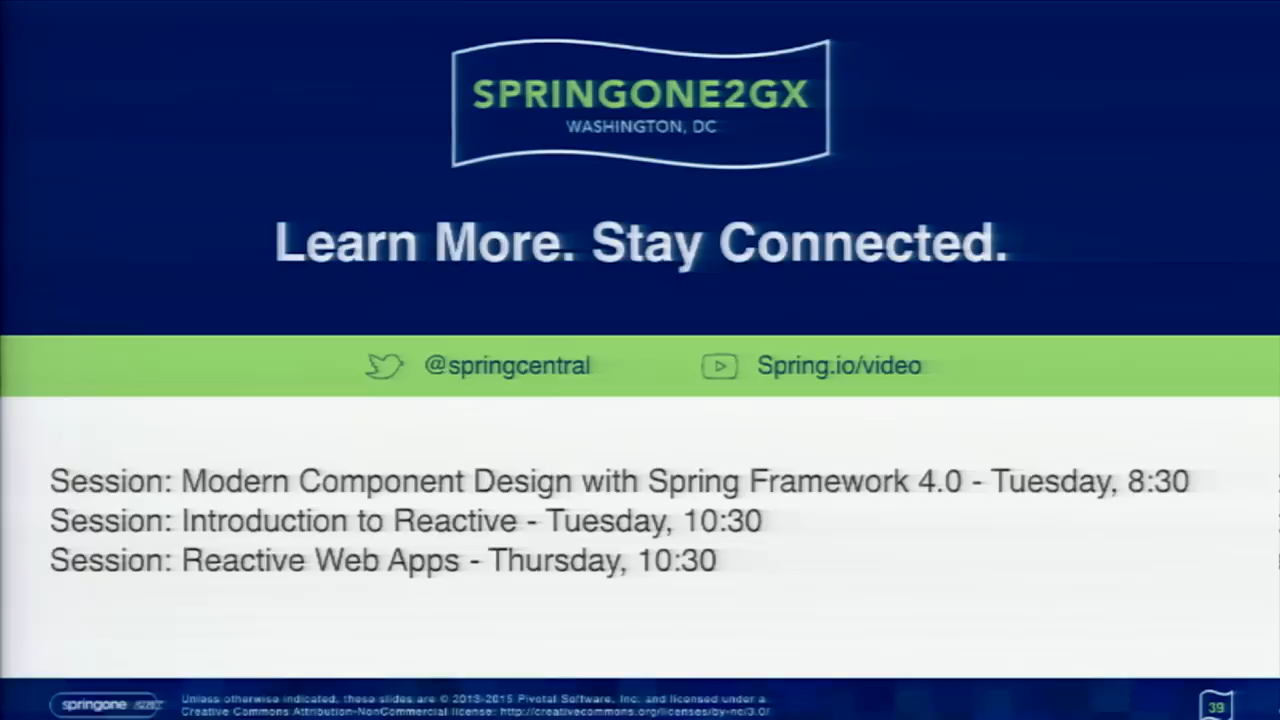 SPRINGONE2GX
WASHINGTON, DC
Learn More. Stay Connected.
@springcentral
Spring.io/video
Session: Modern Component Design with Spring Framework 4.0 - Tuesday, 8:30
Session: Introduction to Reactive - Tuesday, 10:30
Session: Reactive Web Apps - Thursday, 10:30
springone
Unless otherwise indicated, these slides are © 2013-2015 Pivotal Software, Inc. and licensed under a
Creative Commons Attribution-NonCommercial license: http://creativecommons.org/licenses/by-nc/3.0/
39